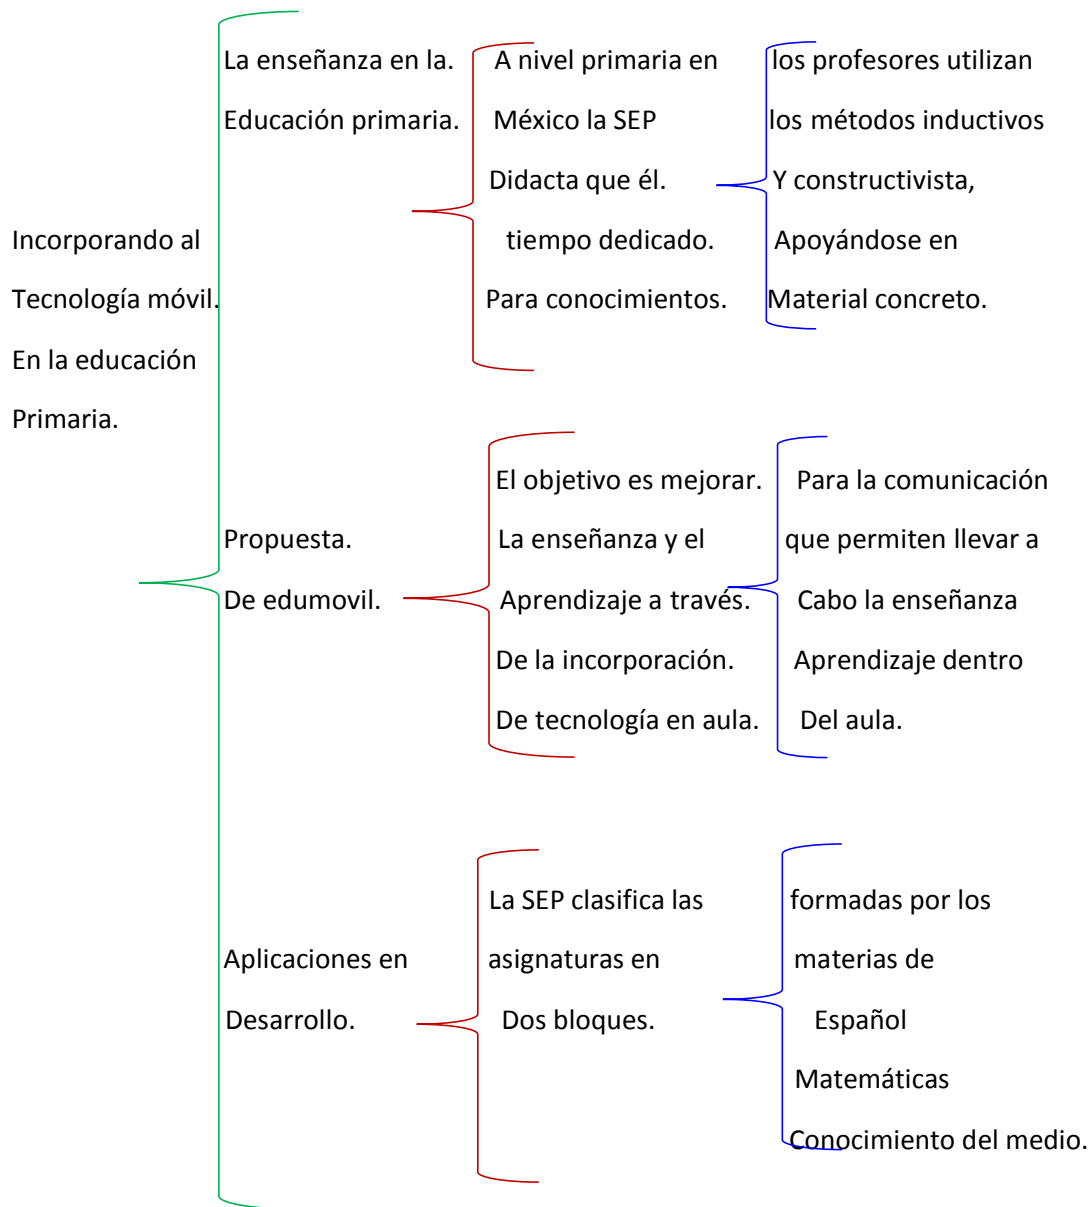 Incorporando al
Tecnología móvil.
En la educación
Primaria.
La enseñanza en la.
Educación primaria.
A nivel primaria en
México la SEP
Didacta que él.
tiempo dedicado.
Para conocimientos.
los profesores utilizan
los métodos inductivos
Y constructivista,
Apoyándose en
Material concreto.
Propuesta.
De edumovil.
El objetivo es mejorar.
La enseñanza y el
Aprendizaje a través.
De la incorporación.
De tecnología en aula.
Para la comunicación
que permiten llevar a
Cabo la enseñanza
Aprendizaje dentro
Del aula.
Aplicaciones en
Desarrollo.
La SEP clasifica las
asignaturas en
Dos bloques.
formadas por los
materias de
Español
Matemáticas
Conocimiento del medio.